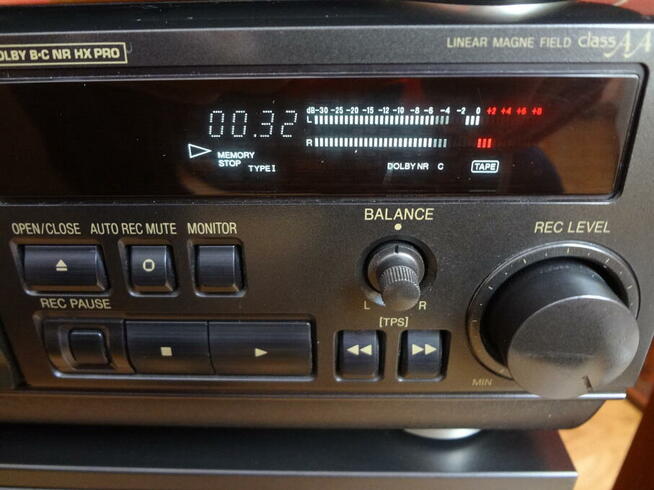 DOLBY B·C NR HX PRO
LINEAR MAGNE FIELD class AA
dB-30 -25 -20 -15 -12 -10 -8 -6 -4 -2 0 +2 +4 +6 +8
L
00.32
R
MEMORY
STOP
TYPE I
DOLBY NR C
TAPE
OPEN/CLOSE AUTO REC MUTE MONITOR
BALANCE
REC LEVEL
L R
REC PAUSE
[TPS]
MIN